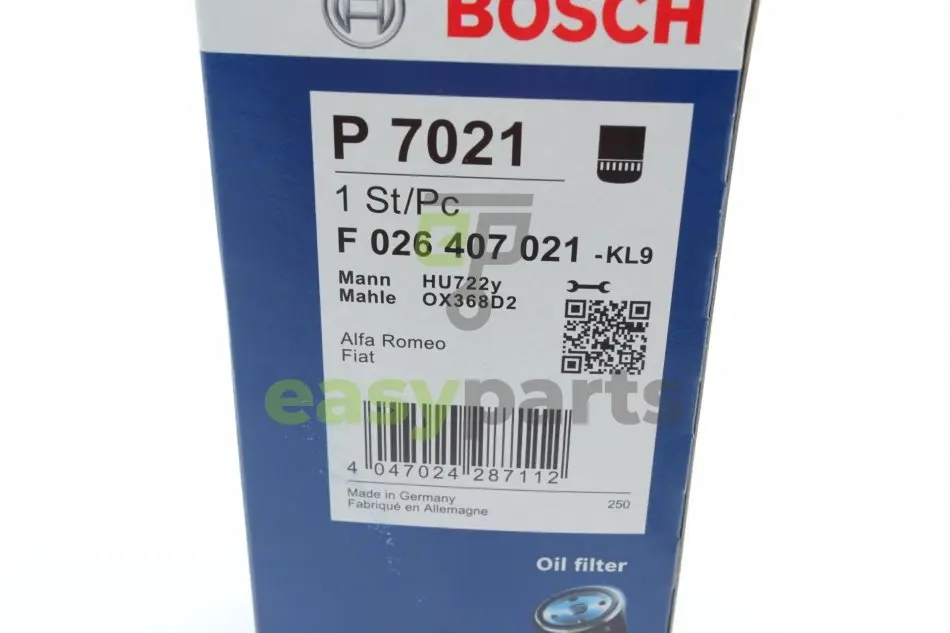 BOSCH
P 7021
1 St/Pc
F 026 407 021 -KL9
Mann HU722y
Mahle OX368D2
Alfa Romeo
Fiat
easyparts
4 047024 287112
Made in Germany
Fabriqué en Allemagne
250
Oil filter